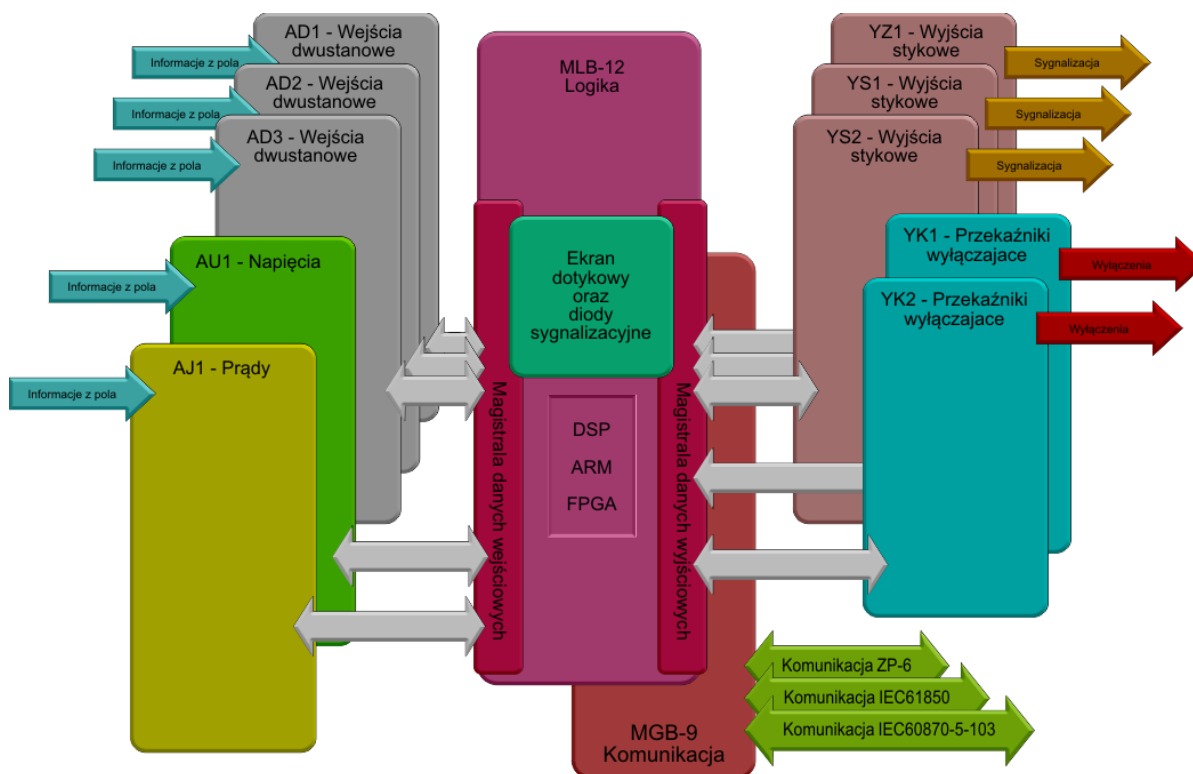 AD1 - Wejścia
dwustanowe
Informacje z pola
AD2 - Wejścia
dwustanowe
Informacje z pola
AD3 - Wejścia
dwustanowe
Informacje z pola
AU1 - Napięcia
Informacje z pola
AJ1 - Prądy
Informacje z pola
MLB-12
Logika
Ekran
dotykowy
oraz
diody
sygnalizacyjne
Magistrala danych wejściowych
DSP
ARM
FPGA
Magistrala danych wyjściowych
MGB-9
Komunikacja
YZ1 - Wyjścia
stykowe
Sygnalizacja
YS1 - Wyjścia
stykowe
Sygnalizacja
YS2 - Wyjścia
stykowe
Sygnalizacja
YK1 - Przekaźniki
wyłączajace
Wyłączenia
YK2 - Przekaźniki
wyłączajace
Wyłączenia
Komunikacja ZP-6
Komunikacja IEC61850
Komunikacja IEC60870-5-103